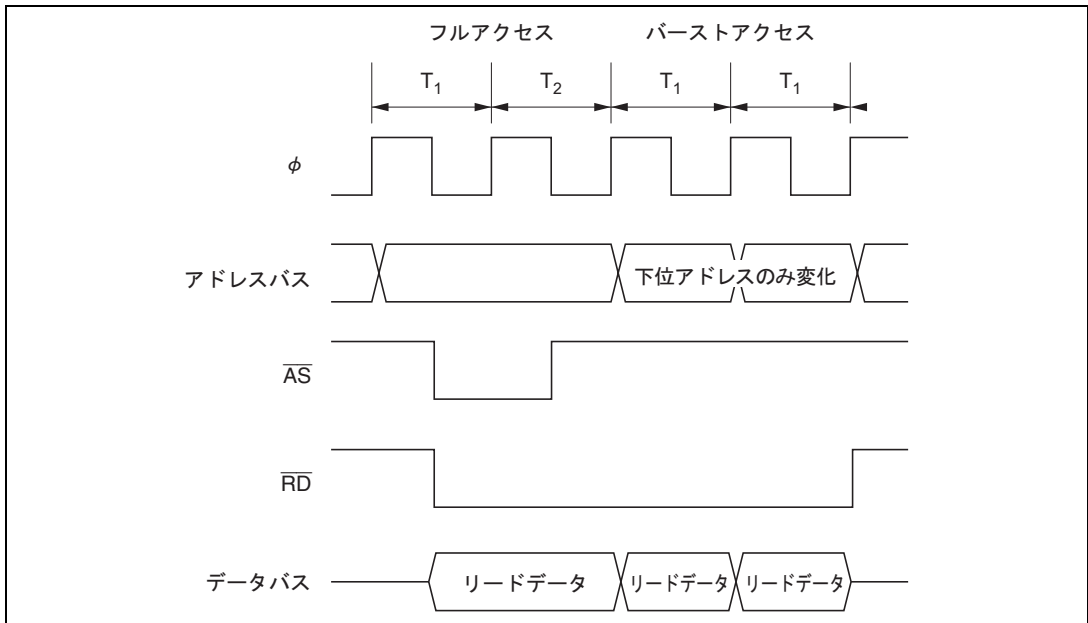 フルアクセス バーストアクセス
T₁ T₂ T₁ T₁
φ
アドレスバス 下位アドレスのみ変化
A̅S̅
R̅D̅
データバス リードデータ リードデータ リードデータ